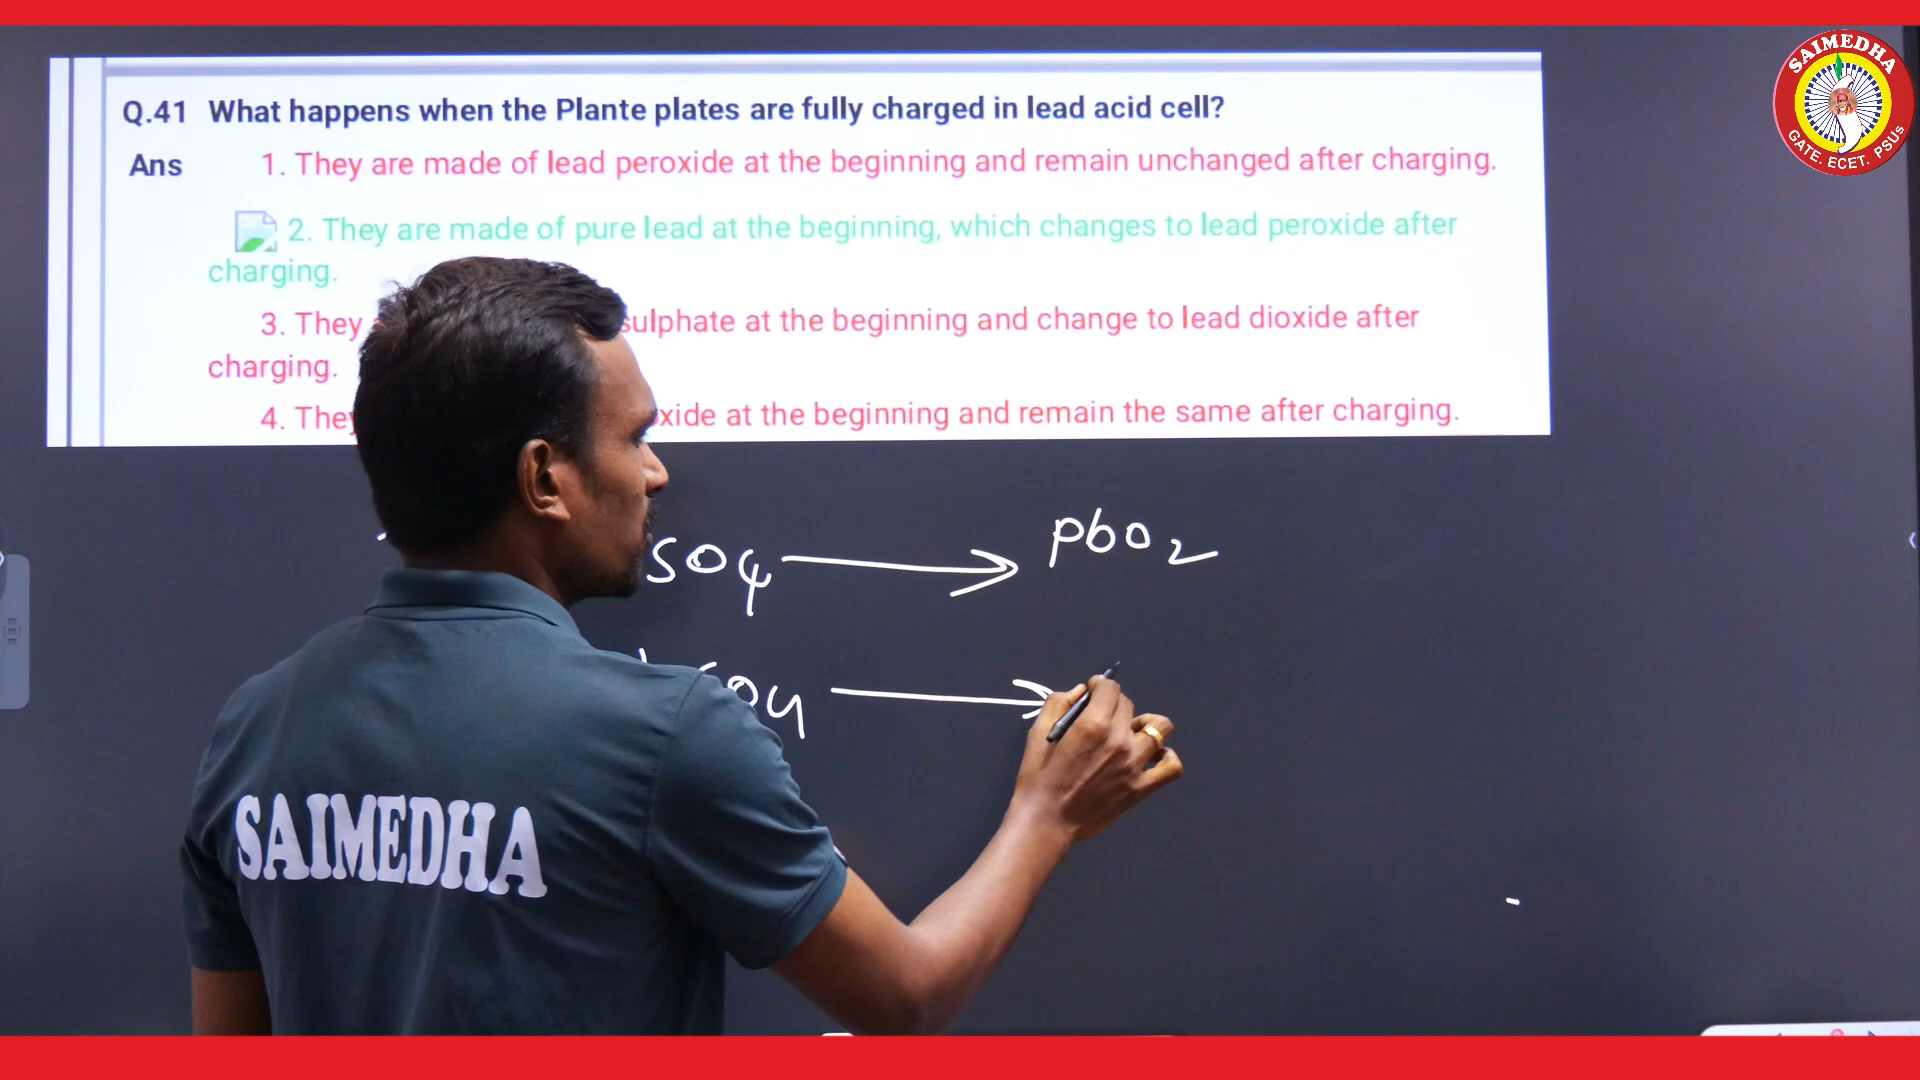 SAIMEDHA
GATE. ECET. PSUs
Q.41 What happens when the Plante plates are fully charged in lead acid cell?
Ans 1. They are made of lead peroxide at the beginning and remain unchanged after charging.
2. They are made of pure lead at the beginning, which changes to lead peroxide after
charging.
3. They sulphate at the beginning and change to lead dioxide after
charging.
4. They at the beginning and remain the same after charging.
SO4 → PbO2
SO4 →
SAIMEDHA